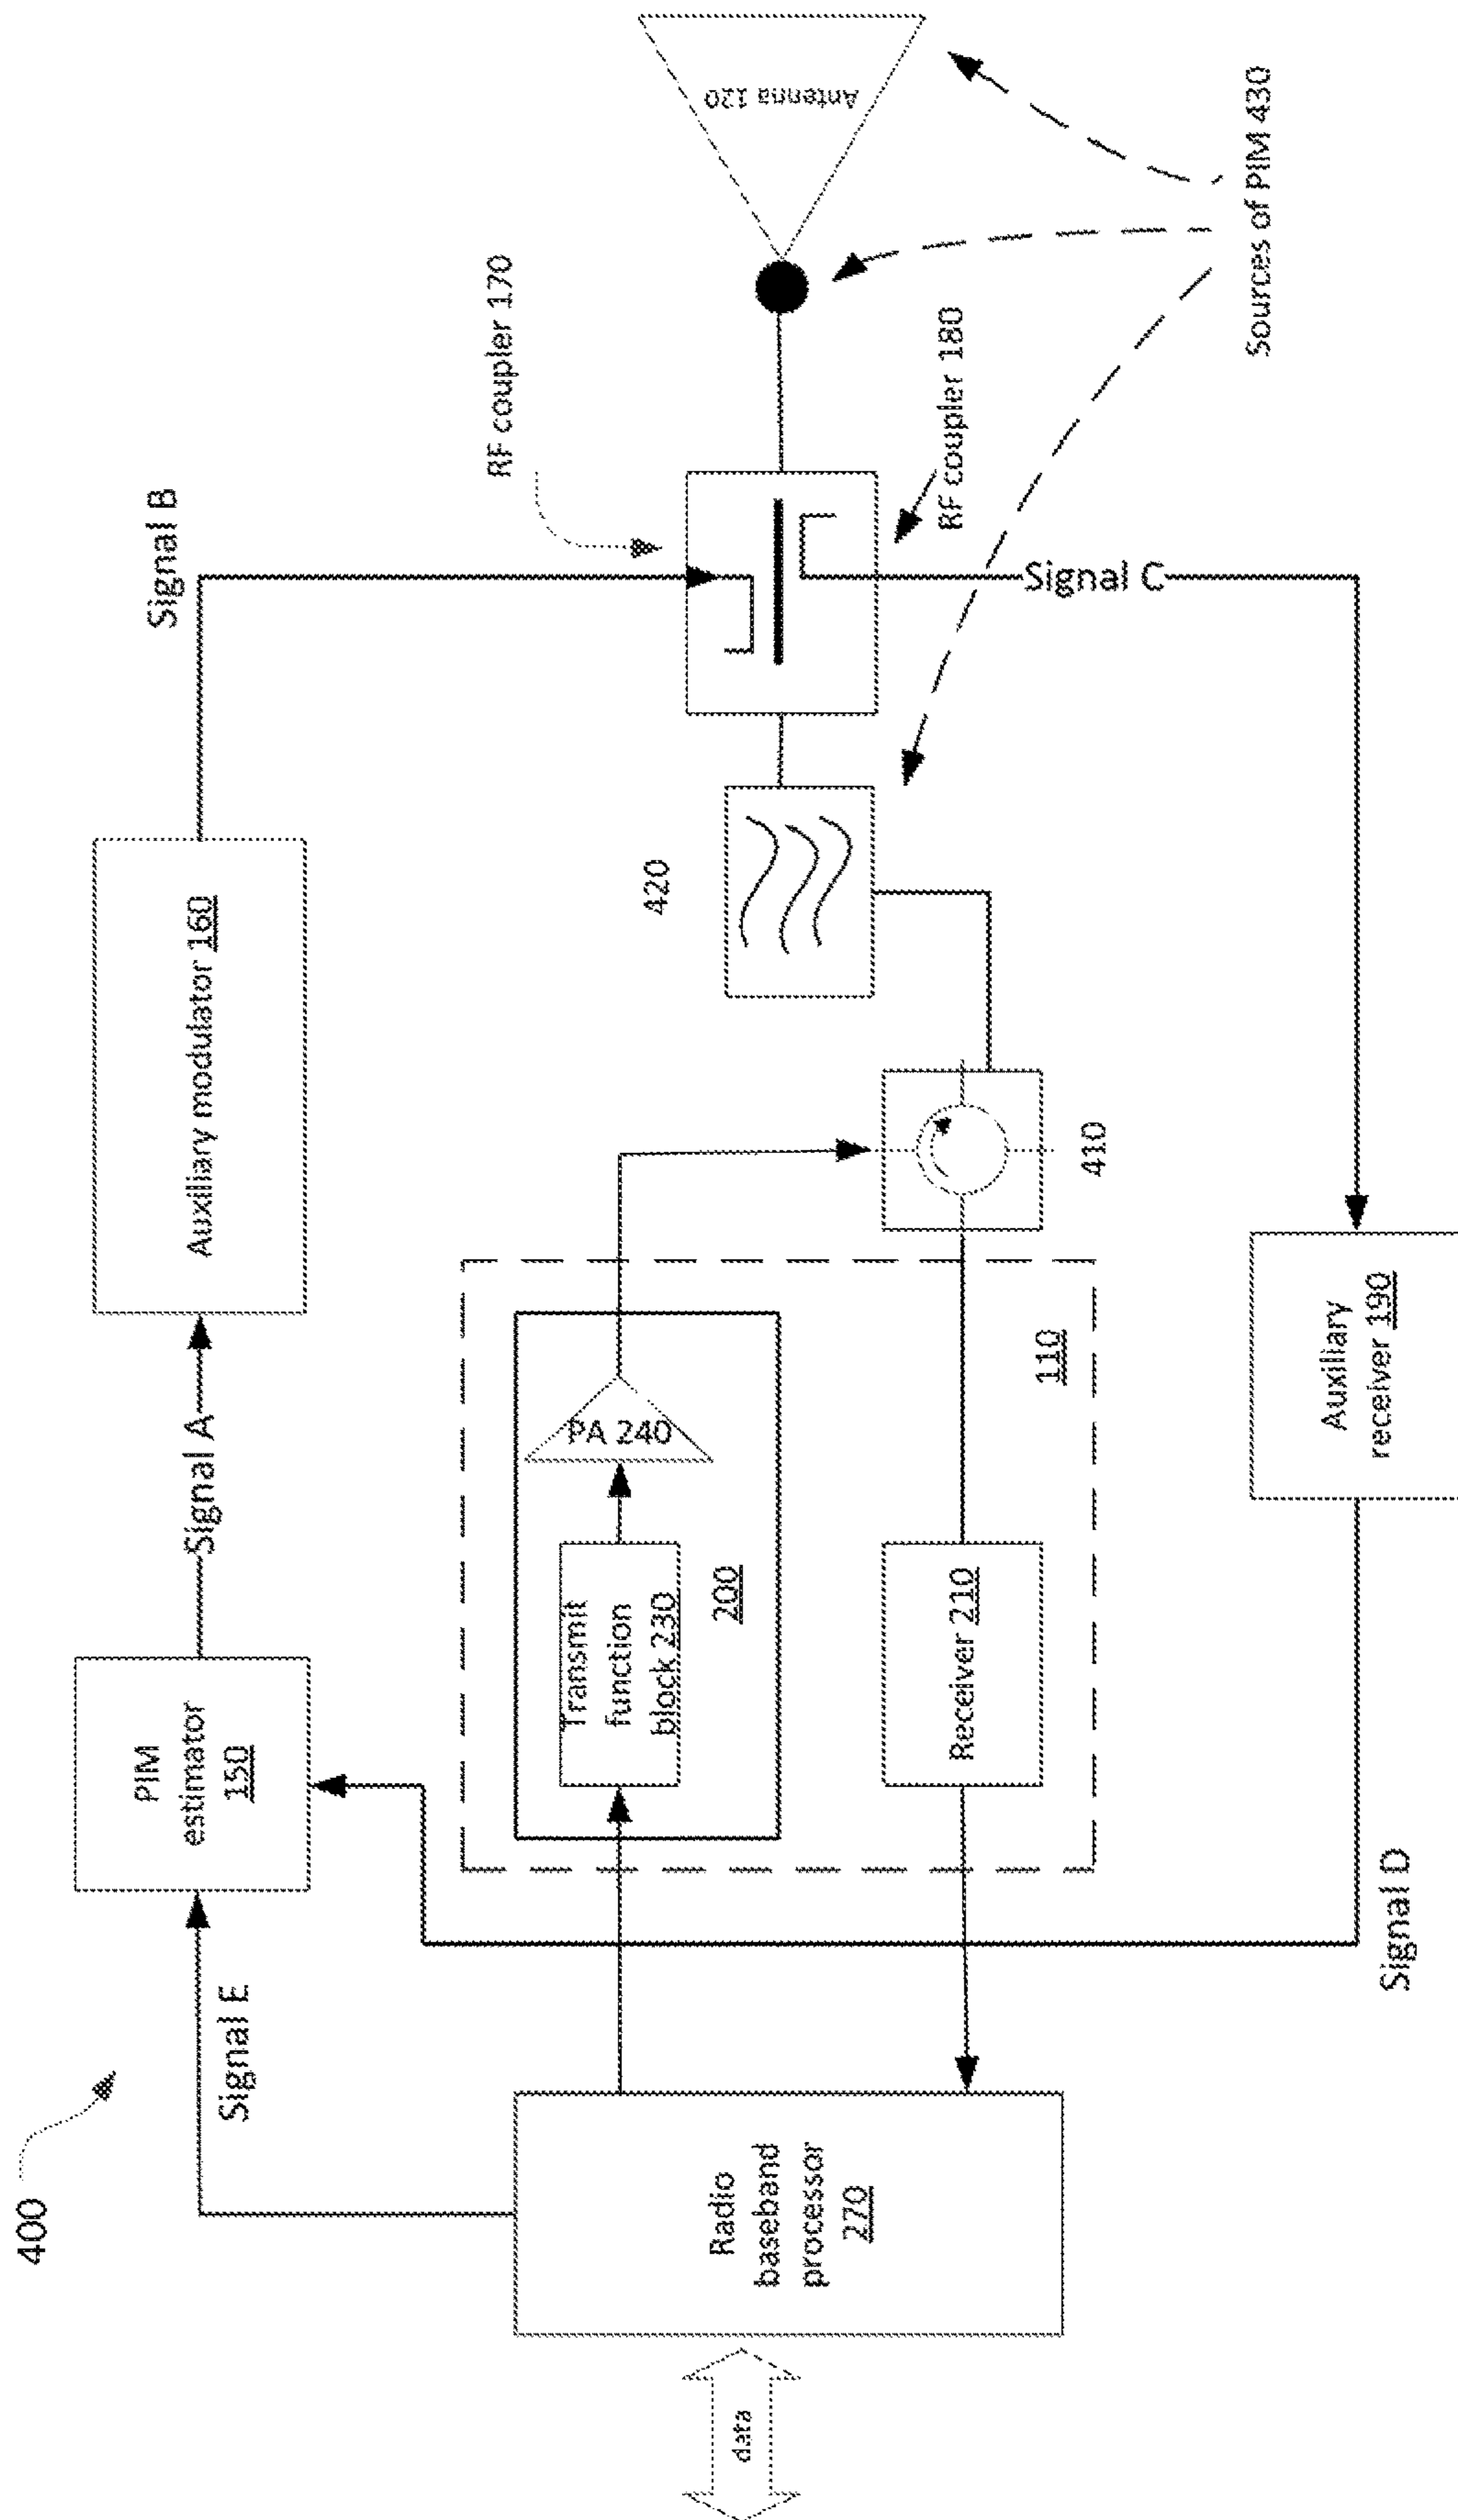 400
Signal E
PIM
estimator
150
Signal A
Auxiliary modulator 160
Signal B
RF coupler 170
Antenna 120
data
Radio
baseband
processor
270
Transmit
function
block 230
PA 240
200
Receiver 210
110
410
420
RF coupler 180
Signal C
Sources of PIM 430
Signal D
Auxiliary
receiver 190